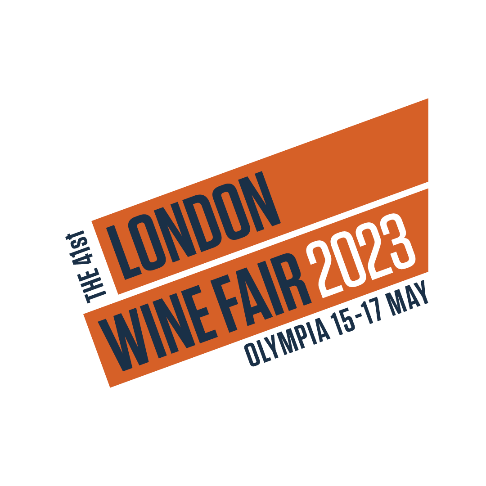 THE 41st
LONDON
WINE FAIR 2023
OLYMPIA 15-17 MAY